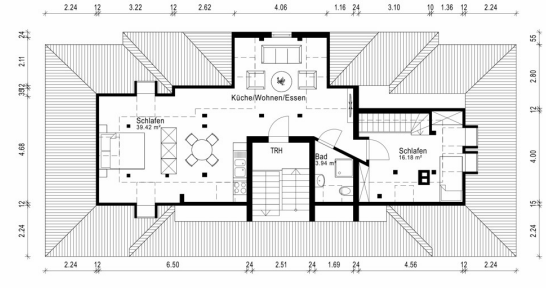 2.24 12 3.22 12 2.62 4.06 1.16 24 3.10 10 1.36 12 2.24
24
2.11
12
4.68
15
2.24
55
2.80
12
4.00
12
2.24
Küche/Wohnen/Essen
Schlafen
39.42 m²
TRH
Bad
3.94 m²
Schlafen
16.18 m²
2.24 12 6.50 24 2.51 24 1.69 24 4.56 12 2.24